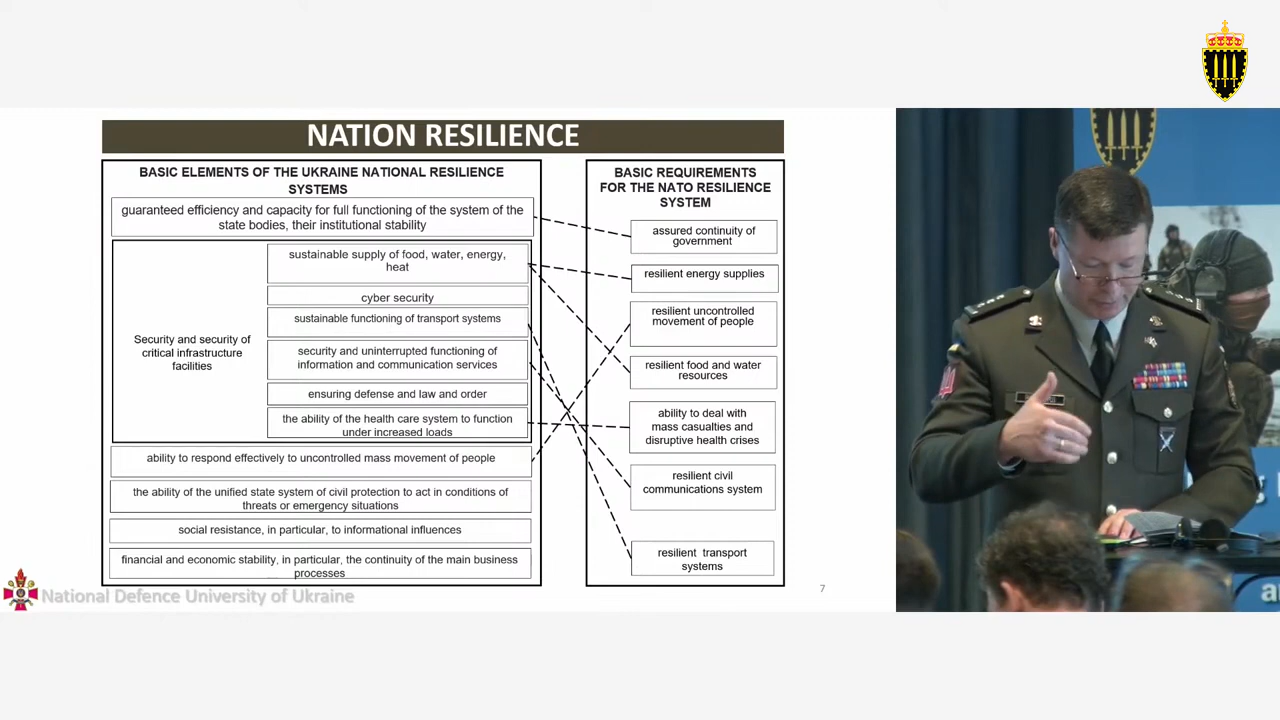 NATION RESILIENCE
BASIC ELEMENTS OF THE UKRAINE NATIONAL RESILIENCE
SYSTEMS
guaranteed efficiency and capacity for full functioning of the system of the
state bodies, their institutional stability
Security and security of
critical infrastructure
facilities
sustainable supply of food, water, energy,
heat
cyber security
sustainable functioning of transport systems
security and uninterrupted functioning of
information and communication services
ensuring defense and law and order
the ability of the health care system to function
under increased loads
ability to respond effectively to uncontrolled mass movement of people
the ability of the unified state system of civil protection to act in conditions of
threats or emergency situations
social resistance, in particular, to informational influences
financial and economic stability, in particular, the continuity of the main business
processes
BASIC REQUIREMENTS
FOR THE NATO RESILIENCE
SYSTEM
assured continuity of
government
resilient energy supplies
resilient uncontrolled
movement of people
resilient food and water
resources
ability to deal with
mass casualties and
disruptive health crises
resilient civil
communications system
resilient transport
systems
National Defence University of Ukraine
7